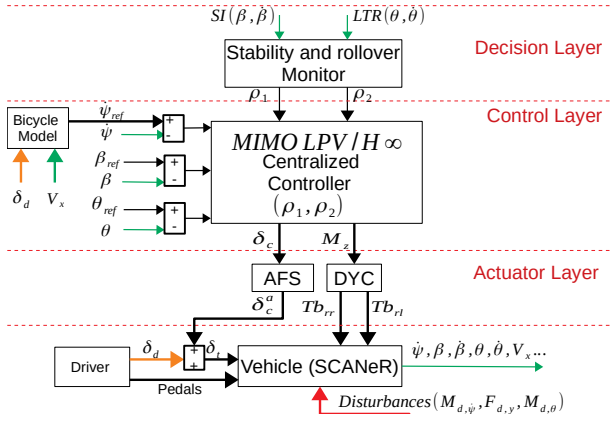 SI(β, β̇)
LTR(θ, θ̇)
Stability and rollover
Monitor
Decision Layer
ρ₁
ρ₂
ψ̇ref
Control Layer
Bicycle
Model
ψ̇
+
-
MIMO LPV/H ∞
Centralized
Controller
(ρ₁, ρ₂)
βref
β
+
-
δd
Vx
θref
θ
+
-
δc
Mz
AFS
DYC
Actuator Layer
δcᵃ
Tbrr
Tbrl
Driver
δd
+
+
δt
Vehicle (SCANeR)
ψ̇, β, β̇, θ, θ̇, Vx...
Pedals
Disturbances(Md,ψ̇, Fd,y, Md,θ)